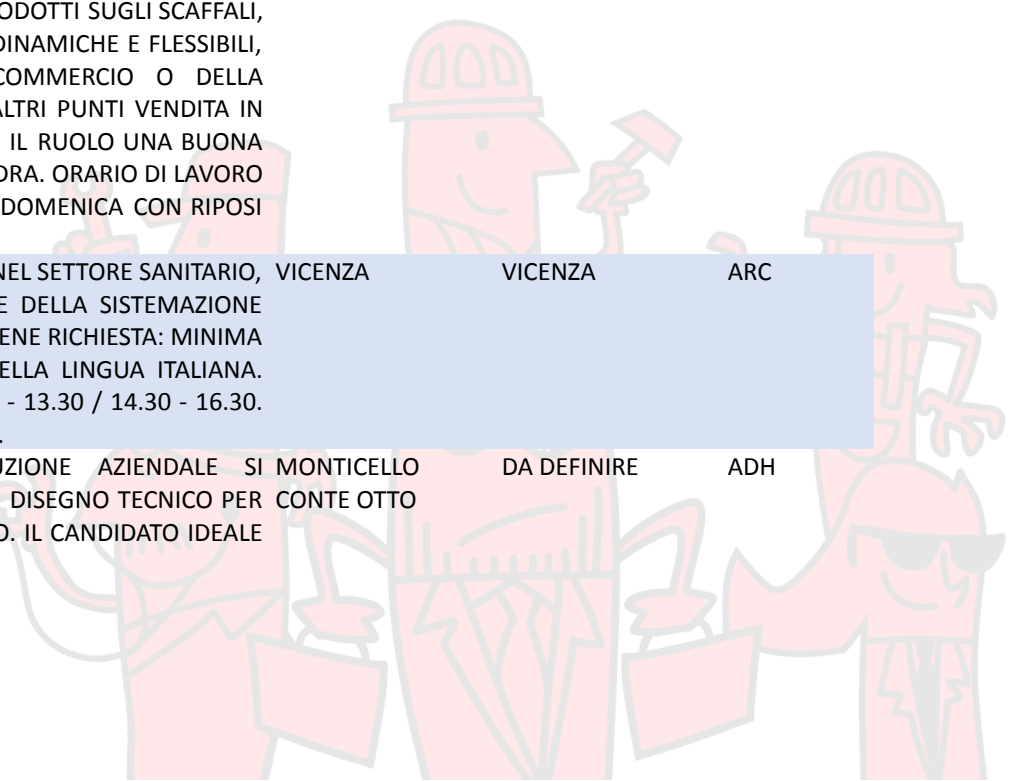 ODOTTI SUGLI SCAFFALI,
DINAMICHE E FLESSIBILI,
COMMERCIO O DELLA
ALTRI PUNTI VENDITA IN
IL RUOLO UNA BUONA
DRA. ORARIO DI LAVORO
DOMENICA CON RIPOSI
NEL SETTORE SANITARIO, VICENZA VICENZA ARC
E DELLA SISTEMAZIONE
ENE RICHIESTA: MINIMA
ELLA LINGUA ITALIANA.
- 13.30 / 14.30 - 16.30.
.
UZIONE AZIENDALE SI MONTICELLO DA DEFINIRE ADH
DISEGNO TECNICO PER CONTE OTTO
O. IL CANDIDATO IDEALE